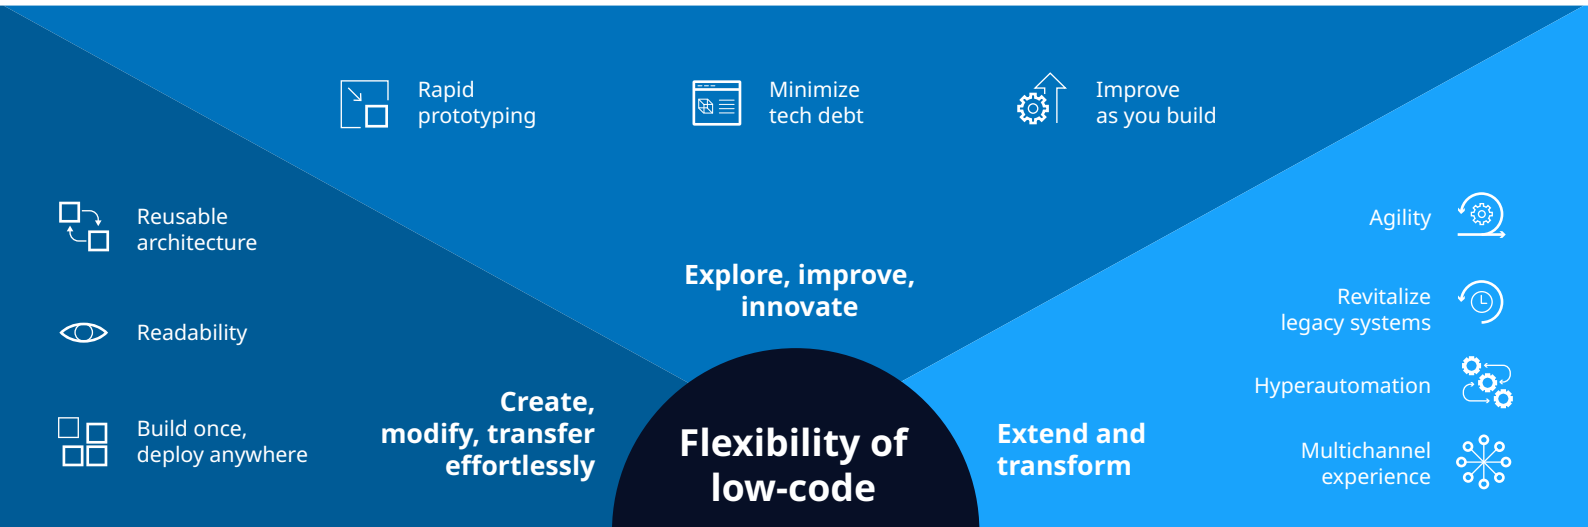 Rapid
prototyping
Minimize
tech debt
Improve
as you build
Reusable
architecture
Readability
Build once,
deploy anywhere
Create,
modify, transfer
effortlessly
Explore, improve,
innovate
Flexibility of
low-code
Extend and
transform
Agility
Revitalize
legacy systems
Hyperautomation
Multichannel
experience